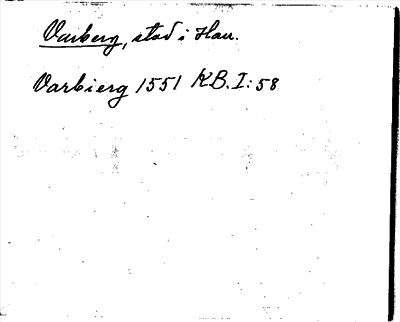 Varberg, stad i Hall.
Varbierg 1551 KB. I: 58